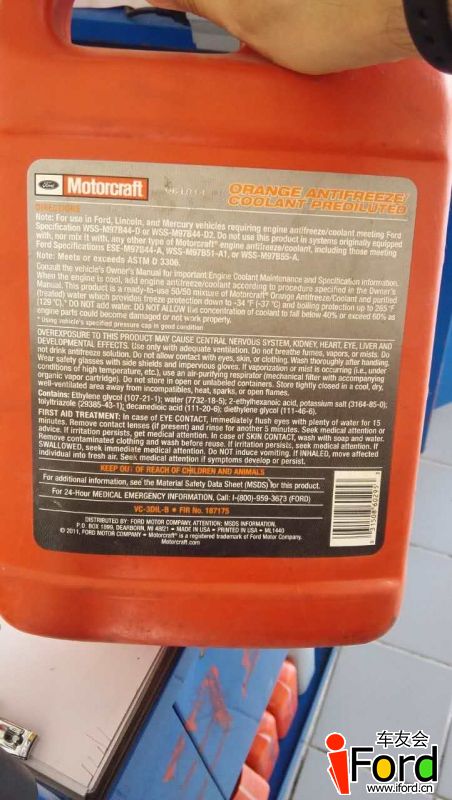 Ford Motorcraft
ORANGE ANTIFREEZE/
COOLANT PREDILUTED
DIRECTIONS
Note: For use in Ford, Lincoln, and Mercury vehicles requiring engine antifreeze/coolant meeting Ford
Specification WSS-M97B44-D or WSS-M97B44-D2. Do not use this product in systems originally equipped
with, nor mix it with, any other type of Motorcraft® engine antifreeze/coolant, including those meeting
Ford Specifications ESE-M97B44-A, WSS-M97B51-A1, or WSS-M97B55-A.
Note: Meets or exceeds ASTM D 3306.
Consult the vehicle's Owner's Manual for important Engine Coolant Maintenance and Specification information.
When the engine is cool, add engine antifreeze/coolant according to procedure specified in the Owner's
Manual. This product is a ready-to-use 50/50 mixture of Motorcraft® Orange Antifreeze/Coolant and purified
(treated) water which provides freeze protection down to -34 °F (-37 °C) and boiling protection up to 265 °F
(129 °C).* DO NOT add water. DO NOT ALLOW the concentration of coolant to fall below 40% or exceed 60% as
engine parts could become damaged or not work properly.
* Using vehicle's specified pressure cap in good condition
OVEREXPOSURE TO THIS PRODUCT MAY CAUSE CENTRAL NERVOUS SYSTEM, KIDNEY, HEART, EYE, LIVER AND
DEVELOPMENTAL EFFECTS. Use only with adequate ventilation. Do not breathe fumes, vapors, or mists. Do
not drink antifreeze solution. Do not allow contact with eyes, skin, or clothing. Wash thoroughly after handling.
Wear safety glasses with side shields and impervious gloves. If vaporization or mist is occurring (i.e., under
conditions of high temperature, etc.), use an air-purifying respirator (mechanical filter with accompanying
organic vapor cartridge). Do not store in open or unlabeled containers. Store tightly closed in a cool, dry,
well-ventilated area away from incompatibles, heat, sparks, or open flames.
Contains: Ethylene glycol (107-21-1); water (7732-18-5); 2-ethylhexanoic acid, potassium salt (3164-85-0);
tolyltriazole (29385-43-1); decanedioic acid (111-20-6); diethylene glycol (111-46-6).
FIRST AID TREATMENT: In case of EYE CONTACT, immediately flush eyes with plenty of water for 15
minutes. Remove contact lenses (if present) and rinse for another 5 minutes. Seek medical attention or
advice. If irritation persists, get medical attention. In case of SKIN CONTACT, wash with soap and water.
Remove contaminated clothing and wash before reuse. If irritation persists, seek medical attention. If
SWALLOWED, seek immediate medical attention. Do NOT induce vomiting. If INHALED, move affected
individual into fresh air. Seek medical attention if symptoms develop or persist.
KEEP OUT OF REACH OF CHILDREN AND ANIMALS
For additional information, see the Material Safety Data Sheet (MSDS) for this product.
For 24-Hour MEDICAL EMERGENCY INFORMATION, Call: 1-(800)-959-3673 (FORD)
VC-3DIL-B • FIR No. 187175
DISTRIBUTED BY: FORD MOTOR COMPANY, ATTENTION: MSDS INFORMATION,
P.O. BOX 1899, DEARBORN, MI 48121 • MADE IN USA • PRINTED IN USA • ML1440
© 2011, FORD MOTOR COMPANY • Motorcraft® is a registered trademark of Ford Motor Company.
车友会
iFord
www.iford.cn